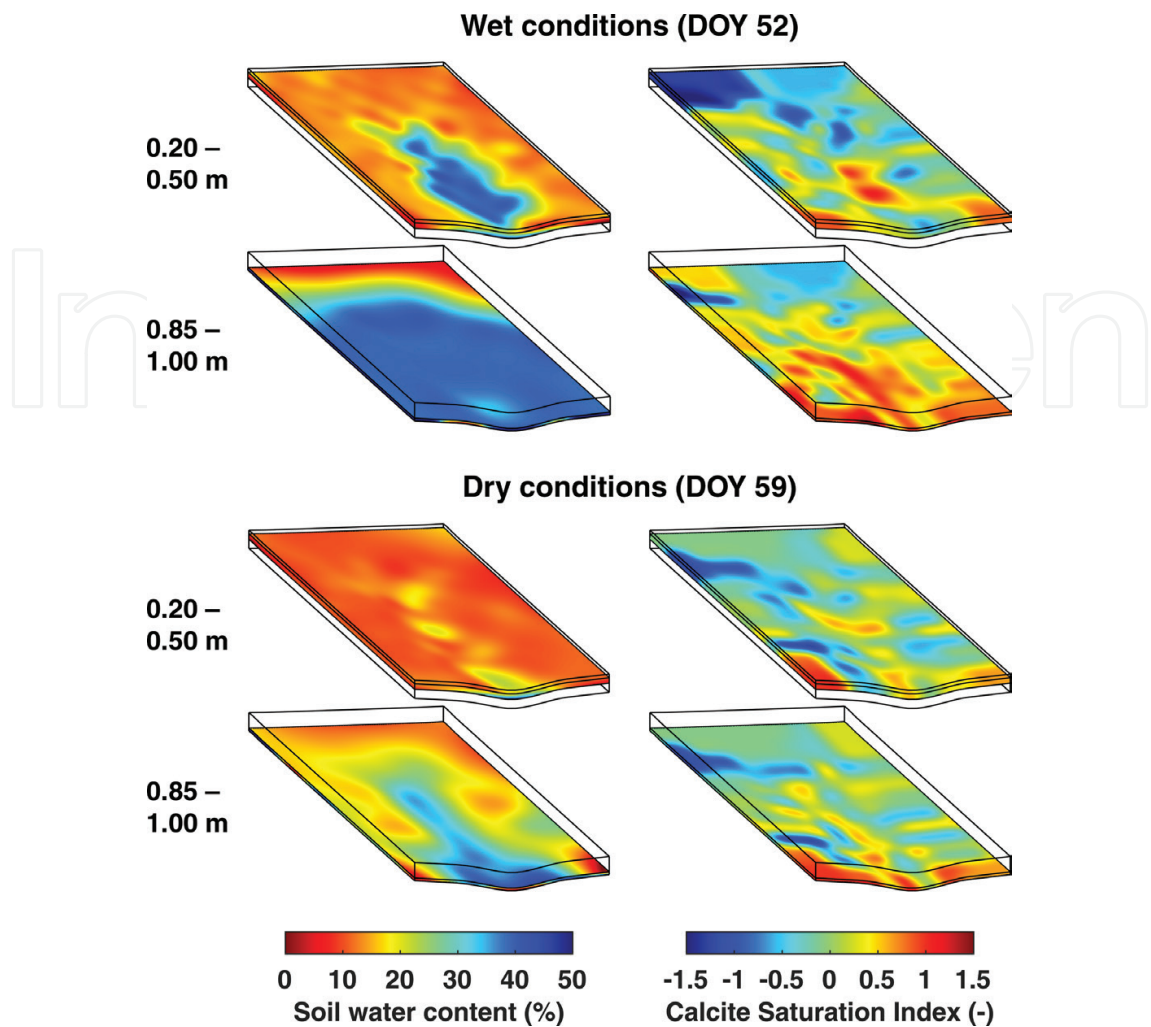 Wet conditions (DOY 52)
0.20 –
0.50 m
0.85 –
1.00 m
Dry conditions (DOY 59)
0.20 –
0.50 m
0.85 –
1.00 m
0 10 20 30 40 50
Soil water content (%)
-1.5 -1 -0.5 0 0.5 1 1.5
Calcite Saturation Index (-)